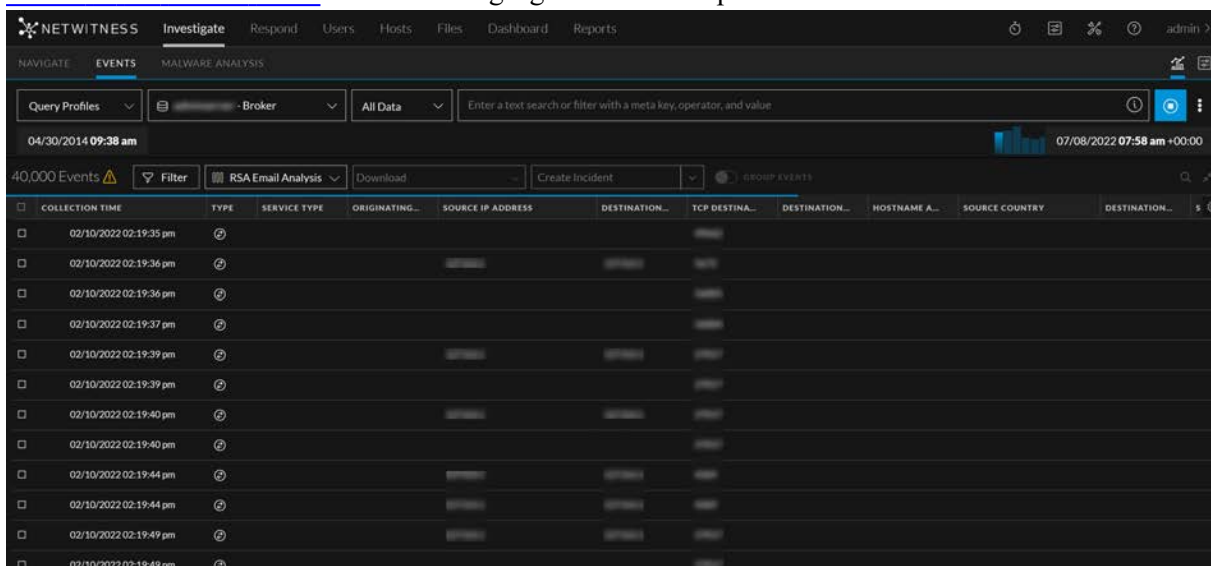 NETWITNESS Investigate Respond Users Hosts Files Dashboard Reports admin
NAVIGATE EVENTS MALWARE ANALYSIS
Query Profiles - Broker All Data Enter a text search or filter with a meta key, operator, and value
04/30/2014 09:38 am 07/08/2022 07:58 am +00:00
40,000 Events Filter RSA Email Analysis Download Create Incident GROUP EVENTS
COLLECTION TIME TYPE SERVICE TYPE ORIGINATING... SOURCE IP ADDRESS DESTINATION... TCP DESTINA... DESTINATION... HOSTNAME A... SOURCE COUNTRY DESTINATION... S
02/10/2022 02:19:35 pm
02/10/2022 02:19:36 pm
02/10/2022 02:19:36 pm
02/10/2022 02:19:37 pm
02/10/2022 02:19:39 pm
02/10/2022 02:19:39 pm
02/10/2022 02:19:40 pm
02/10/2022 02:19:40 pm
02/10/2022 02:19:44 pm
02/10/2022 02:19:44 pm
02/10/2022 02:19:49 pm
02/10/2022 02:19:49 pm